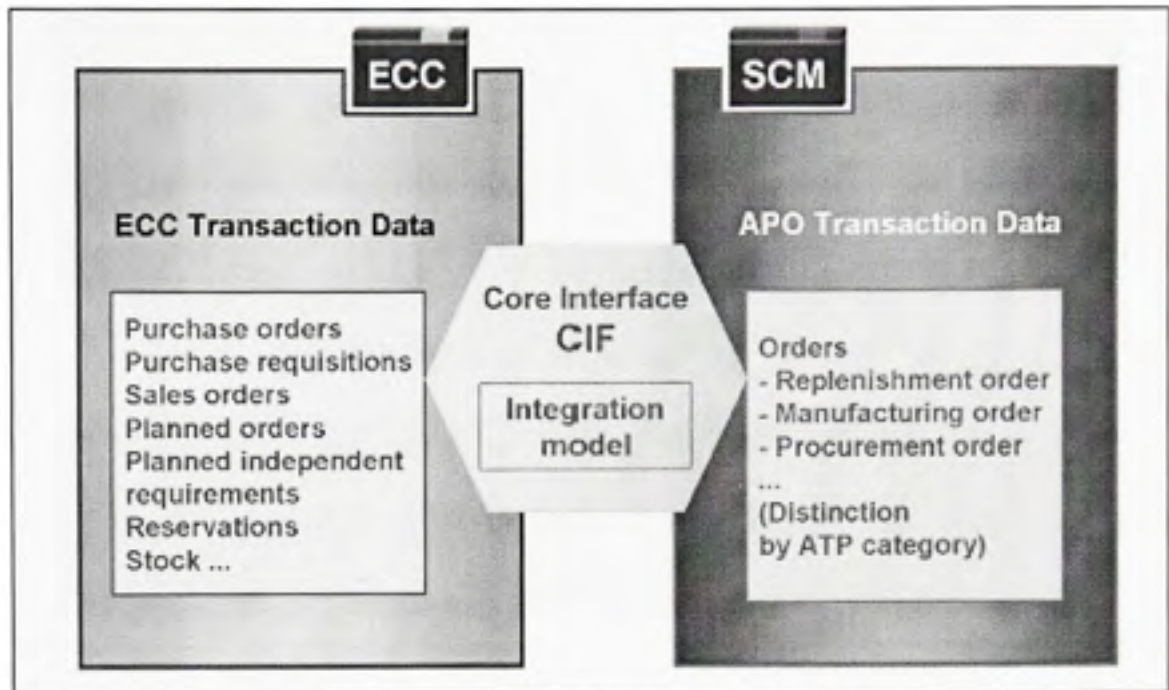 ECC
SCM
ECC Transaction Data
APO Transaction Data
Purchase orders
Purchase requisitions
Sales orders
Planned orders
Planned independent
requirements
Reservations
Stock ...
Core Interface
CIF
Integration
model
Orders
- Replenishment order
- Manufacturing order
- Procurement order
...
(Distinction
by ATP category)